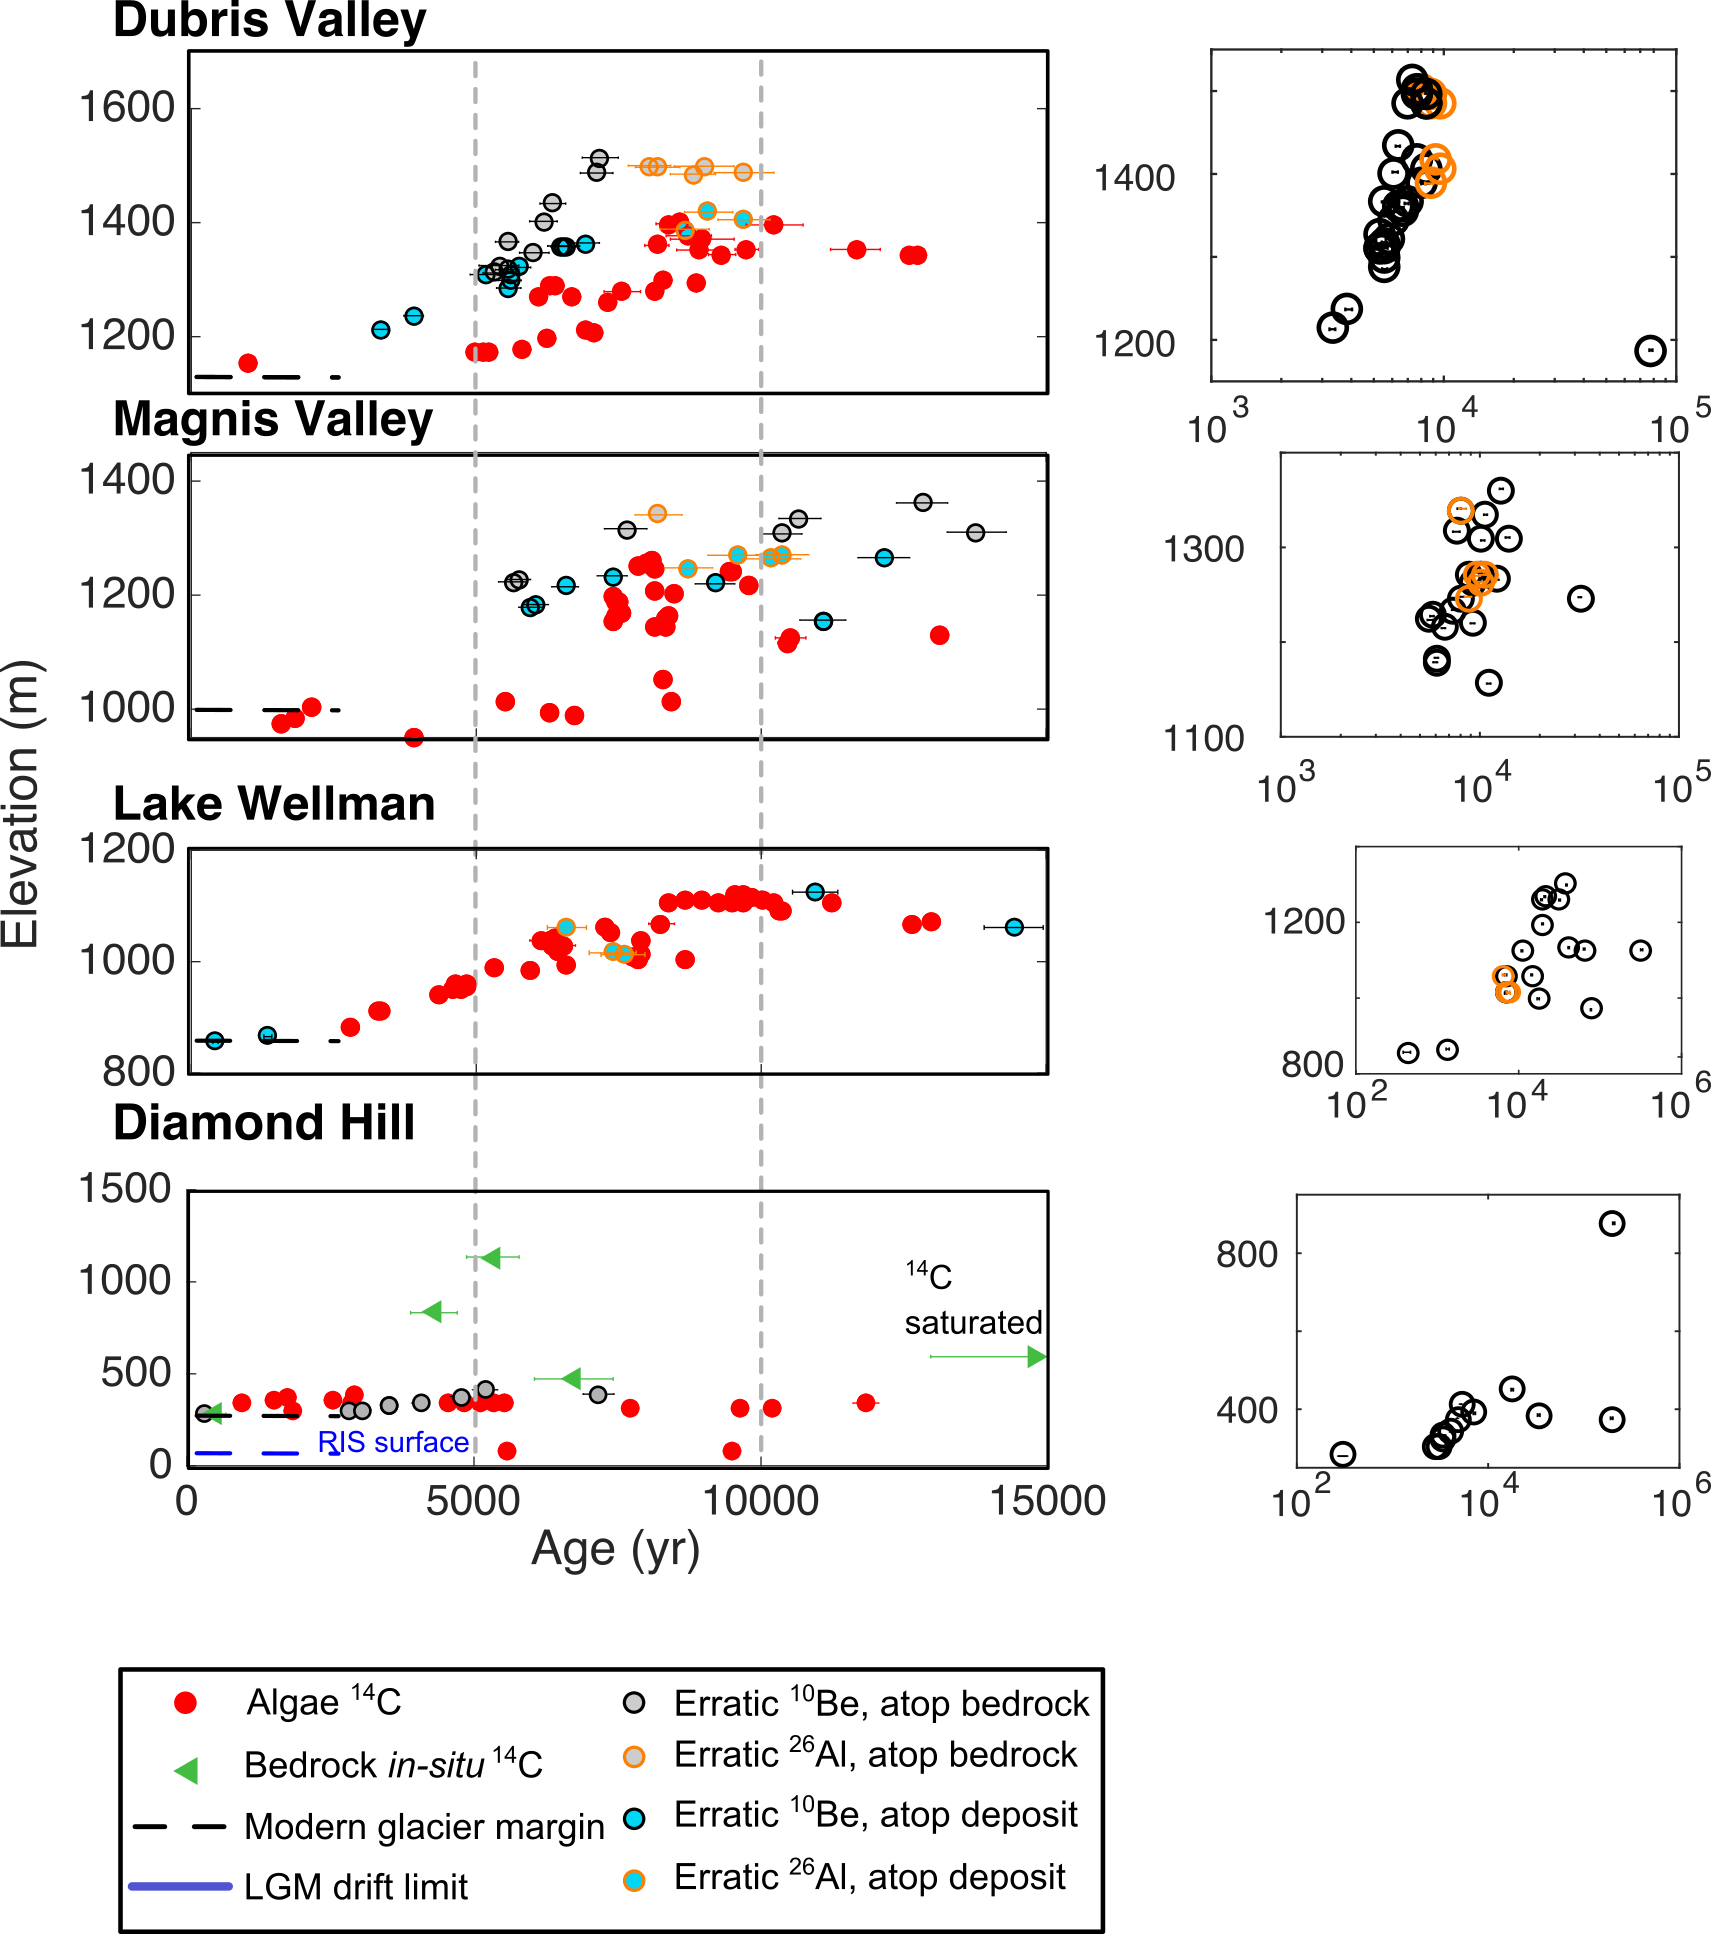 Dubris Valley
1600
1400
1200
1400
1200
10^3
10^4
10^5
Magnis Valley
1400
1200
1000
1300
1100
10^3
10^4
10^5
Elevation (m)
Lake Wellman
1200
1000
800
1200
800
10^2
10^4
10^6
Diamond Hill
1500
1000
500
0
^14C
saturated
RIS surface
800
400
0
5000
10000
15000
10^2
10^4
10^6
Age (yr)
Algae ^14C
Bedrock in-situ ^14C
Modern glacier margin
LGM drift limit
Erratic ^10Be, atop bedrock
Erratic ^26Al, atop bedrock
Erratic ^10Be, atop deposit
Erratic ^26Al, atop deposit